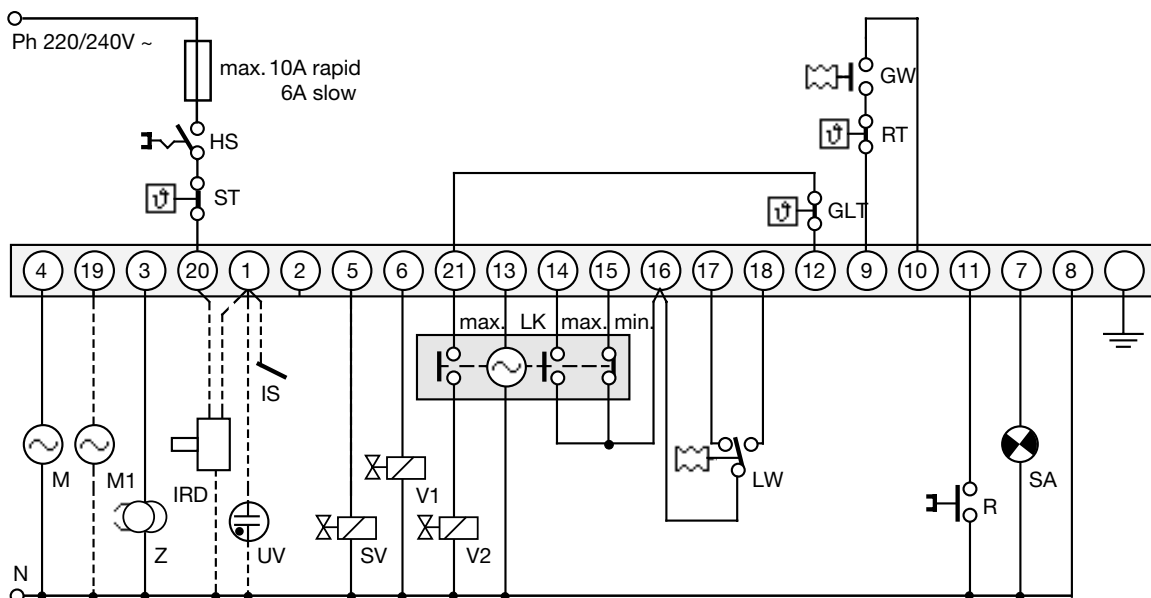 Ph 220/240V ~
max. 10A rapid
6A slow
GW
HS
RT
ϑ
ST
ϑ
ϑ
GLT
4 19 3 20 1 2 5 6 21 13 14 15 16 17 18 12 9 10 11 7 8
max. LK max. min.
IS
M M1 IRD
V1
LW
SA
R
Z UV SV V2
N